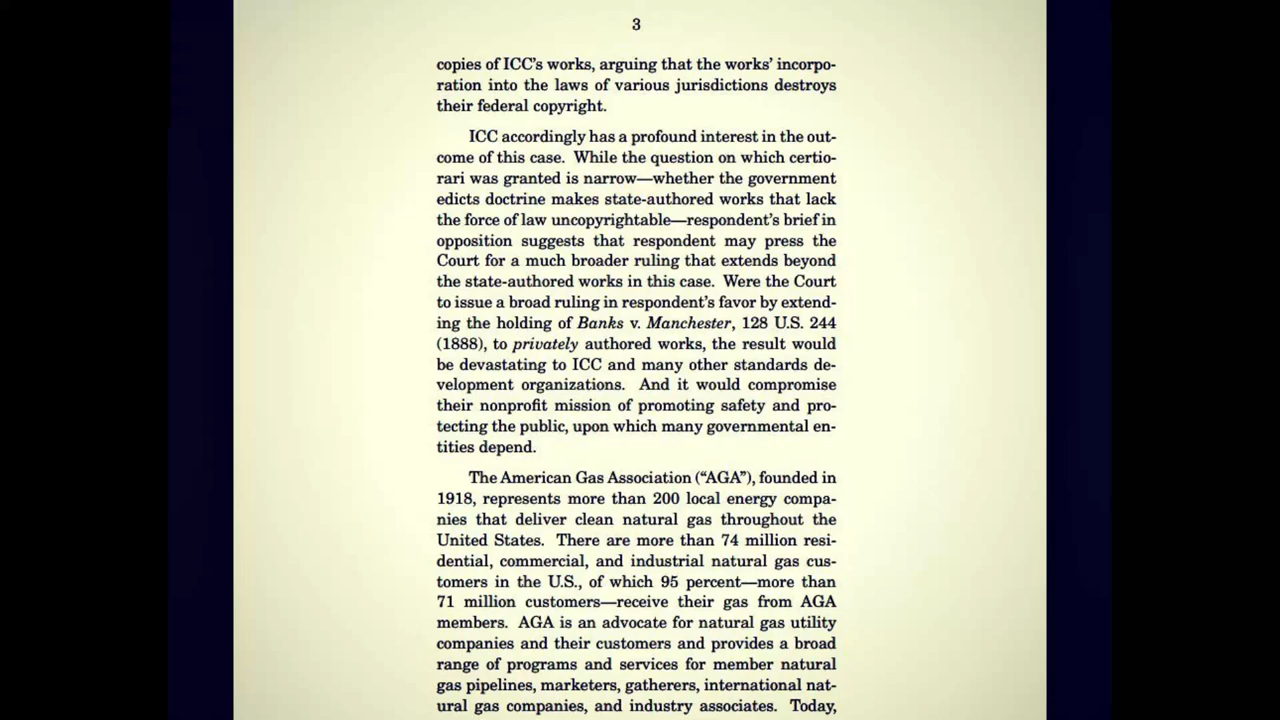 3
copies of ICC's works, arguing that the works' incorpo-
ration into the laws of various jurisdictions destroys
their federal copyright.
ICC accordingly has a profound interest in the out-
come of this case. While the question on which certio-
rari was granted is narrow—whether the government
edicts doctrine makes state-authored works that lack
the force of law uncopyrightable—respondent's brief in
opposition suggests that respondent may press the
Court for a much broader ruling that extends beyond
the state-authored works in this case. Were the Court
to issue a broad ruling in respondent's favor by extend-
ing the holding of Banks v. Manchester, 128 U.S. 244
(1888), to privately authored works, the result would
be devastating to ICC and many other standards de-
velopment organizations. And it would compromise
their nonprofit mission of promoting safety and pro-
tecting the public, upon which many governmental en-
tities depend.
The American Gas Association (“AGA”), founded in
1918, represents more than 200 local energy compa-
nies that deliver clean natural gas throughout the
United States. There are more than 74 million resi-
dential, commercial, and industrial natural gas cus-
tomers in the U.S., of which 95 percent—more than
71 million customers—receive their gas from AGA
members. AGA is an advocate for natural gas utility
companies and their customers and provides a broad
range of programs and services for member natural
gas pipelines, marketers, gatherers, international nat-
ural gas companies, and industry associates. Today,